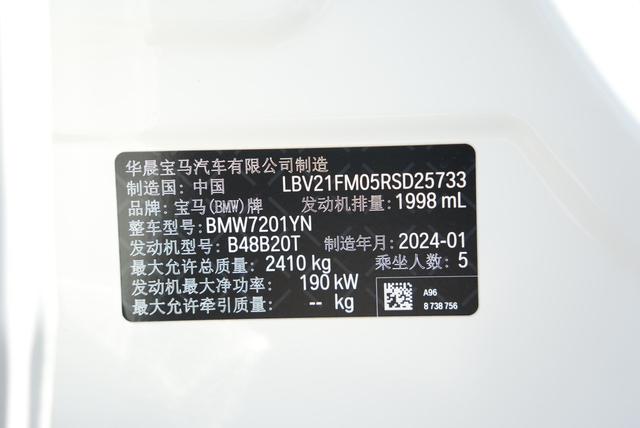 华晨宝马汽车有限公司制造
制造国: 中国 LBV21FM05RSD25733
品牌: 宝马(BMW)牌 发动机排量: 1998 mL
整车型号: BMW7201YN
发动机型号: B48B20T 制造年月: 2024-01
最大允许总质量: 2410 kg 乘坐人数: 5
发动机最大净功率: 190 kW
最大允许牵引质量: -- kg
A96
8 738 756